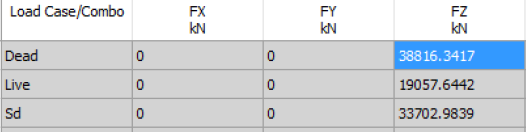 Load Case/Combo FX FY FZ
kN kN kN
Dead 0 0 38816.3417
Live 0 0 19057.6442
Sd 0 0 33702.9839